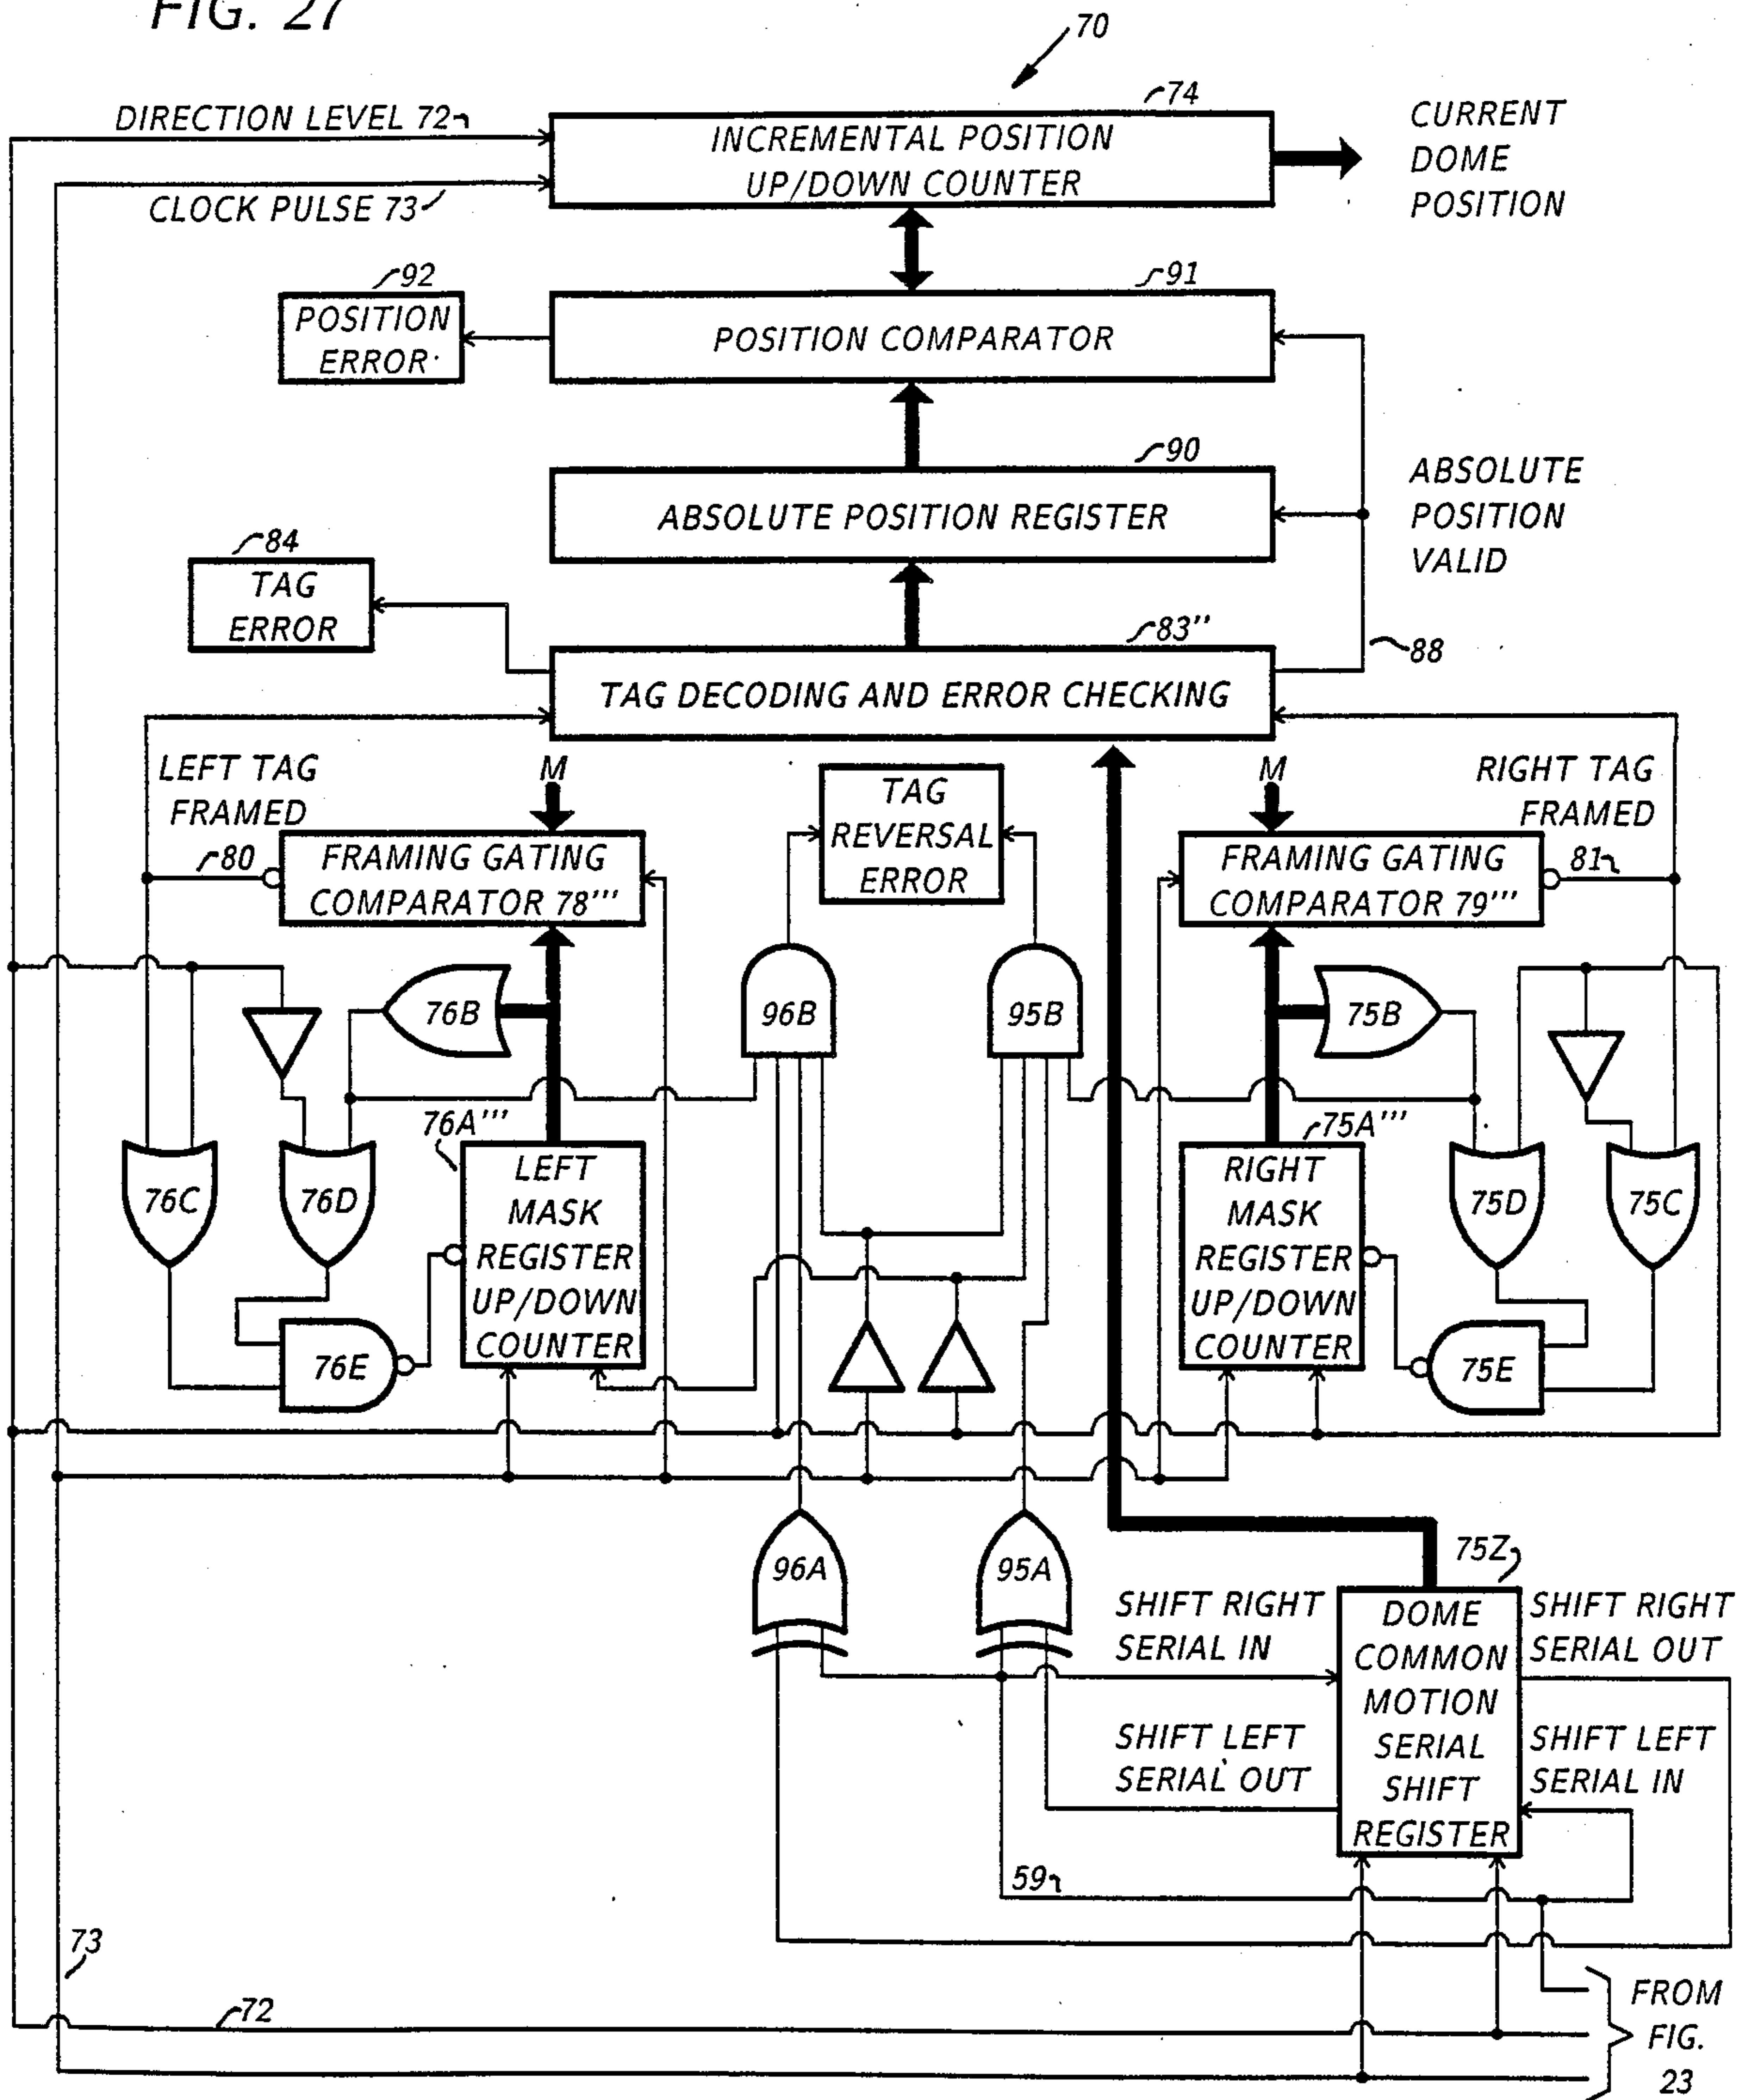 FIG. 27
70
DIRECTION LEVEL 72
74
INCREMENTAL POSITION
UP/DOWN COUNTER
CURRENT
DOME
POSITION
CLOCK PULSE 73
92
POSITION
ERROR
91
POSITION COMPARATOR
90
ABSOLUTE POSITION REGISTER
ABSOLUTE
POSITION
VALID
84
TAG
ERROR
83''
88
TAG DECODING AND ERROR CHECKING
LEFT TAG
FRAMED
M
TAG
REVERSAL
ERROR
M
RIGHT TAG
FRAMED
80
FRAMING GATING
COMPARATOR 78'''
FRAMING GATING
COMPARATOR 79'''
81
76B
96B
95B
75B
76A'''
75A'''
76C
76D
LEFT
MASK
REGISTER
UP/DOWN
COUNTER
RIGHT
MASK
REGISTER
UP/DOWN
COUNTER
75D
75C
76E
75E
96A
95A
75Z
SHIFT RIGHT
SERIAL IN
DOME
COMMON
MOTION
SERIAL
SHIFT
REGISTER
SHIFT RIGHT
SERIAL OUT
SHIFT LEFT
SERIAL OUT
SHIFT LEFT
SERIAL IN
59
73
72
FROM
FIG.
23